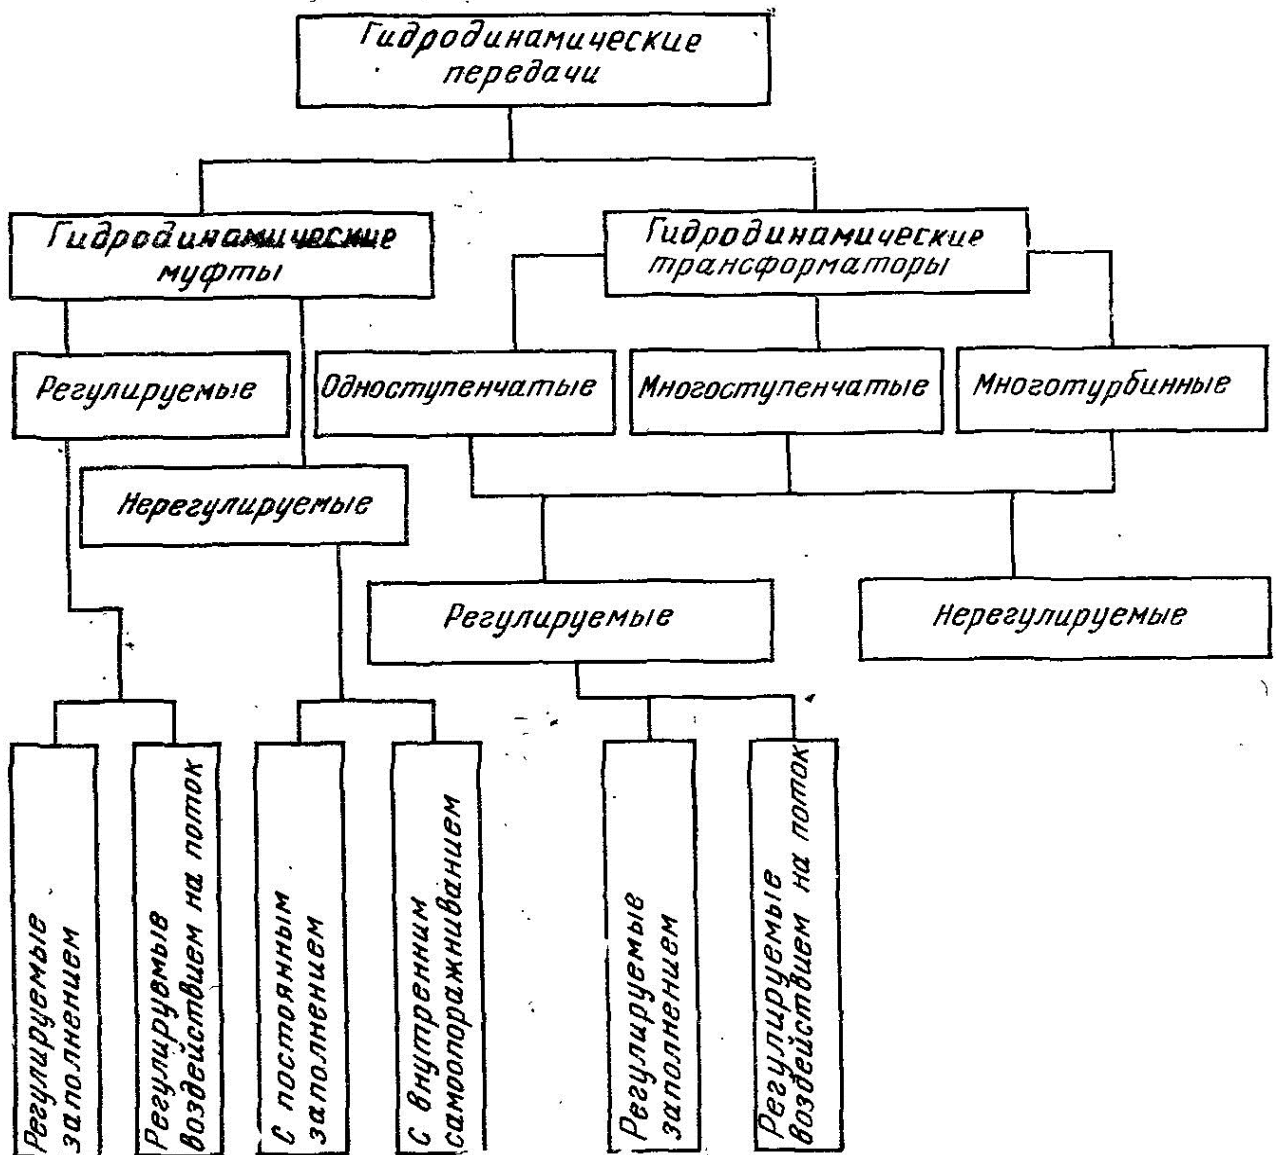 Гидродинамические
передачи
Гидродинамические
муфты
Гидродинамические
трансформаторы
Регулируемые
Одноступенчатые
Многоступенчатые
Многотурбинные
Нерегулируемые
Регулируемые
Нерегулируемые
Регулируемые
заполнением
Регулируемые
воздействием на поток
С постоянным
заполнением
С внутренним
самоопоражниванием
Регулируемые
заполнением
Регулируемые
воздействием на поток